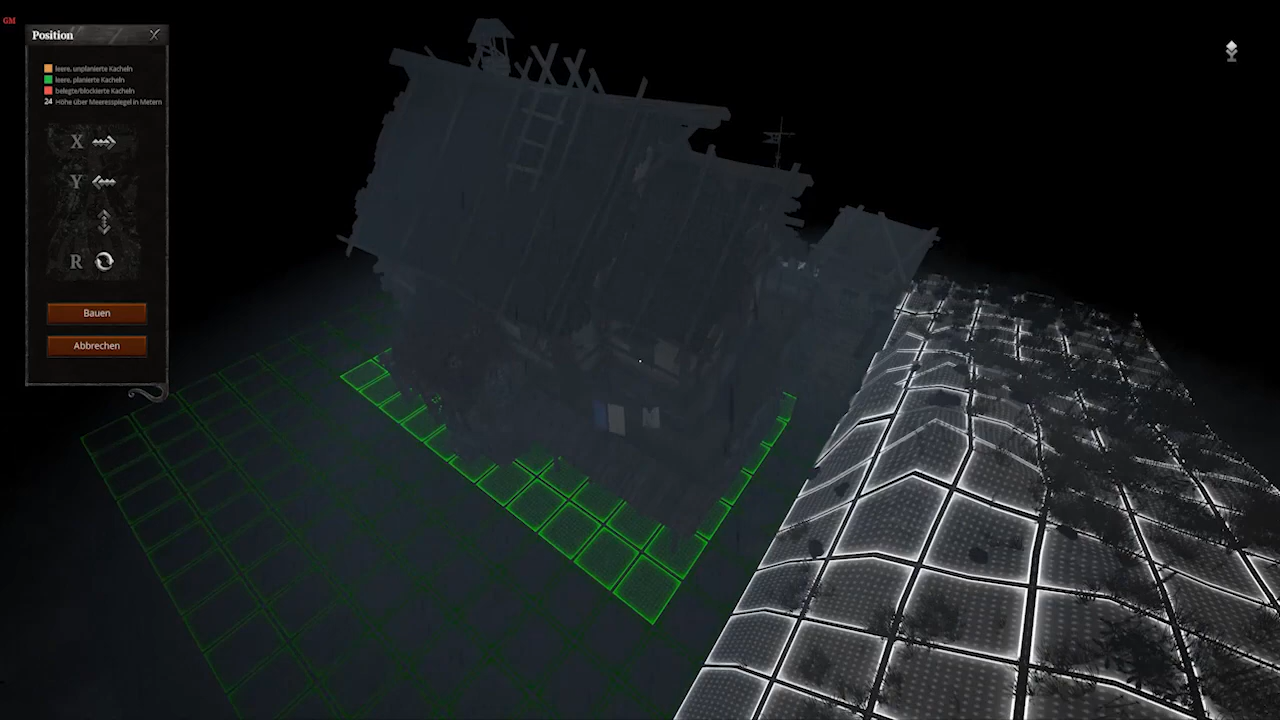 GM
Position
leere, unplanierte Kacheln
leere, planierte Kacheln
belegte/blockierte Kacheln
24 Höhe über Meeresspiegel in Metern
X
Y
R
Bauen
Abbrechen